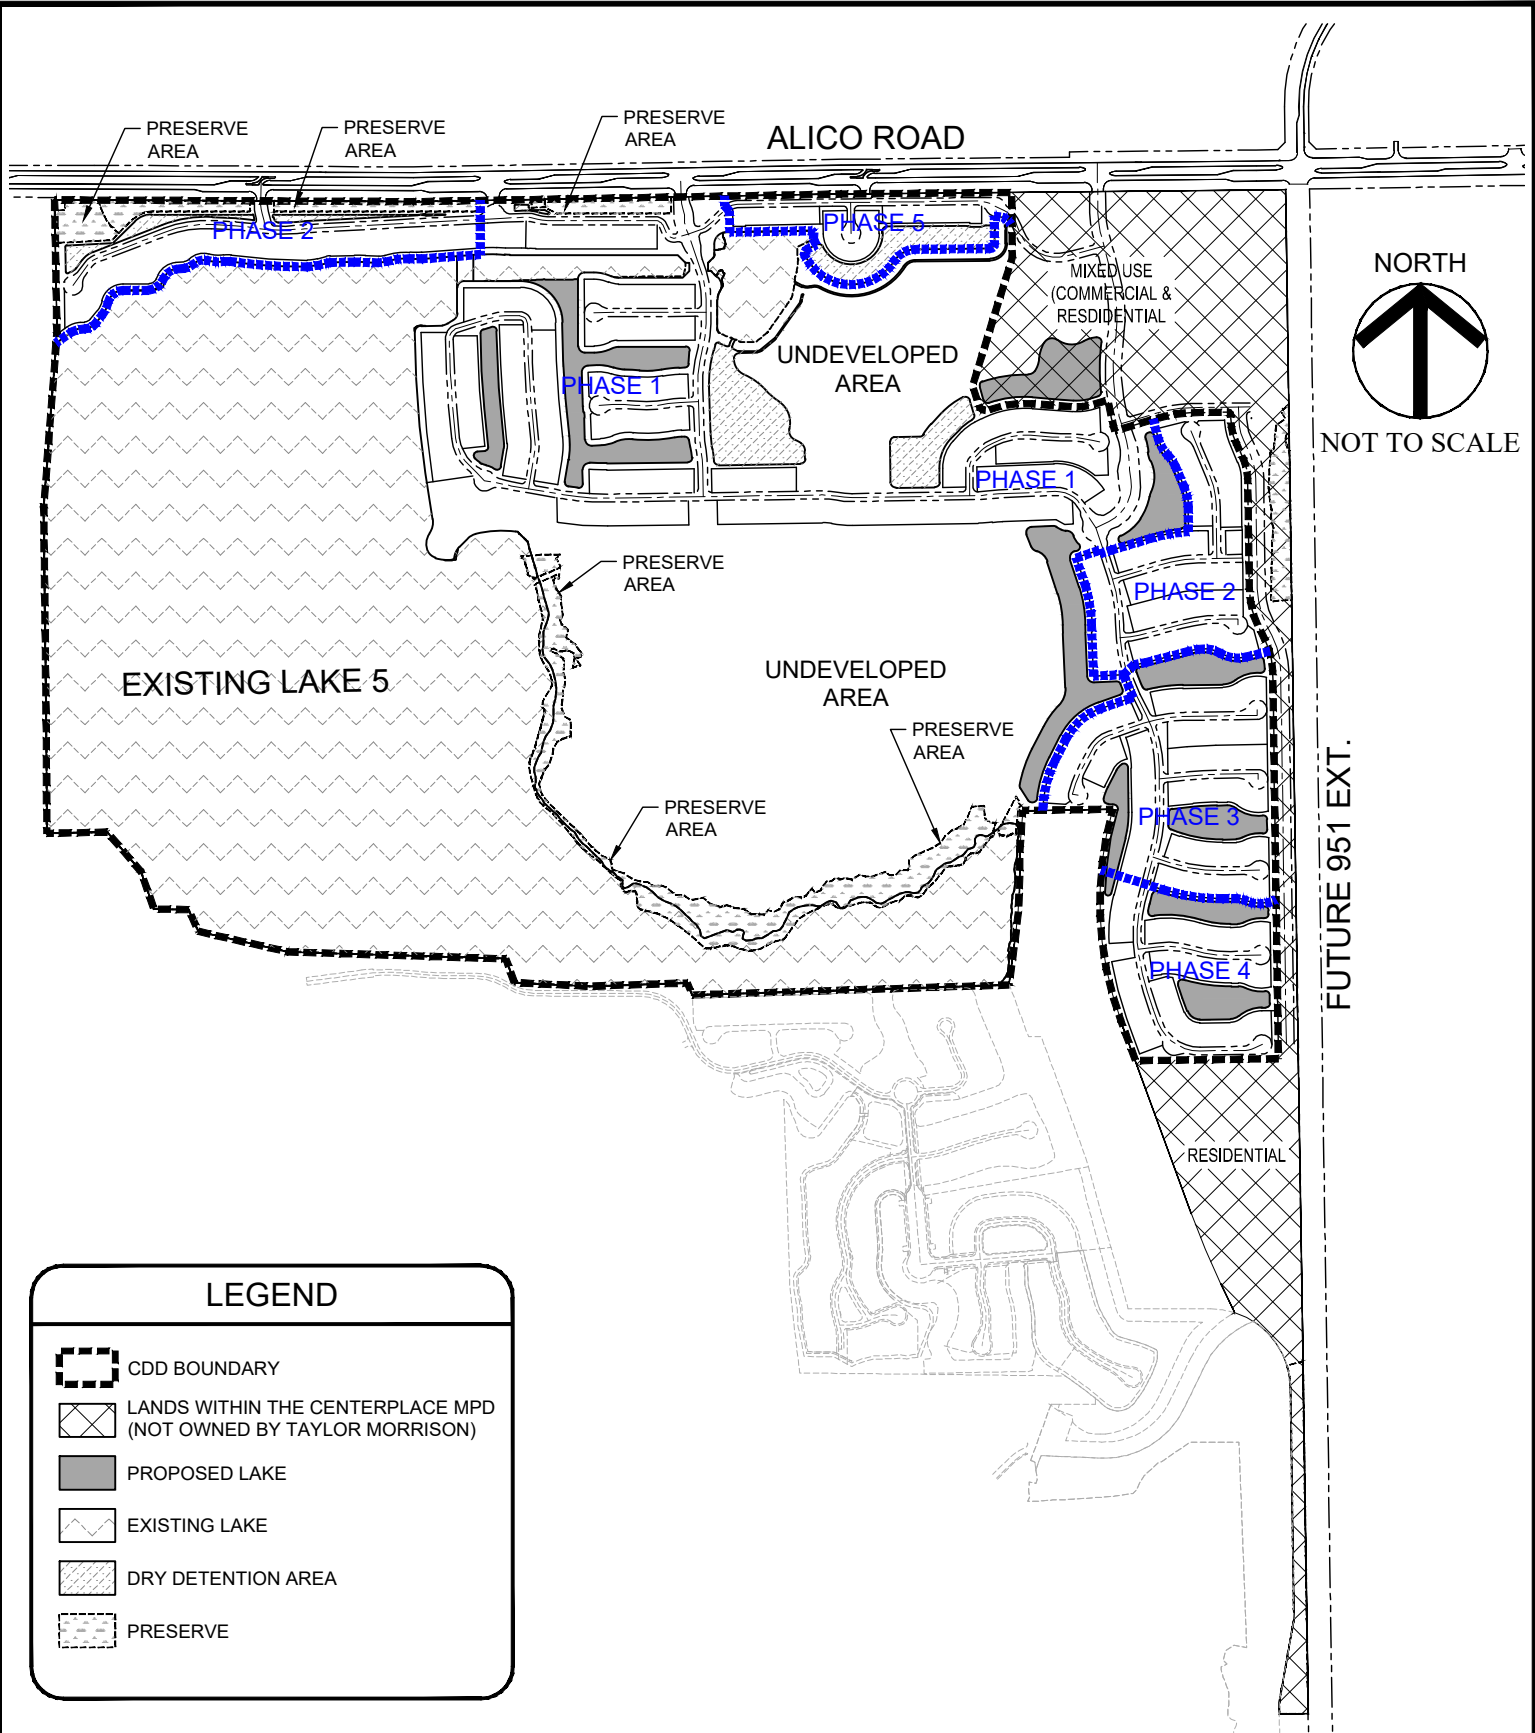 ALICO ROAD
PRESERVE
AREA
PRESERVE
AREA
PRESERVE
AREA
PHASE 2
PHASE 5
MIXED USE
(COMMERCIAL &
RESDIDENTIAL
NORTH
NOT TO SCALE
UNDEVELOPED
AREA
PHASE 1
PHASE 1
PRESERVE
AREA
PHASE 2
EXISTING LAKE 5
UNDEVELOPED
AREA
PRESERVE
AREA
PRESERVE
AREA
PHASE 3
FUTURE 951 EXT.
PHASE 4
RESIDENTIAL
LEGEND
CDD BOUNDARY
LANDS WITHIN THE CENTERPLACE MPD
(NOT OWNED BY TAYLOR MORRISON)
PROPOSED LAKE
EXISTING LAKE
DRY DETENTION AREA
PRESERVE